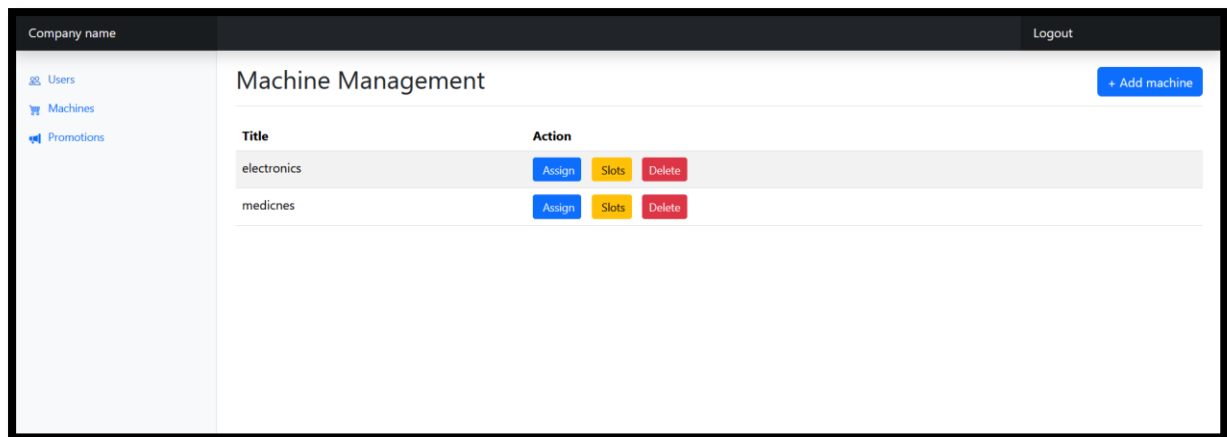 Company name Logout
Users
Machines
Promotions
Machine Management + Add machine
Title Action
electronics Assign Slots Delete
medicnes Assign Slots Delete